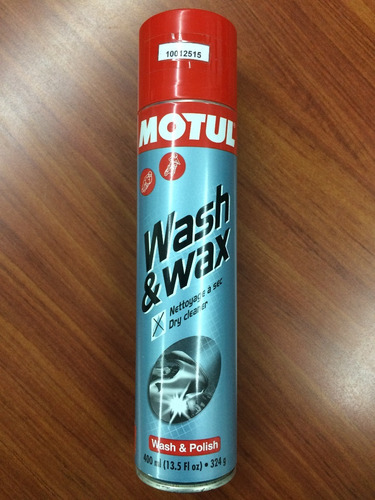 10012515
MOTUL
Wash
& wax
Nettoyage à sec
Dry cleaner
Wash & Polish
400 ml (13.5 Fl oz) • 324 g